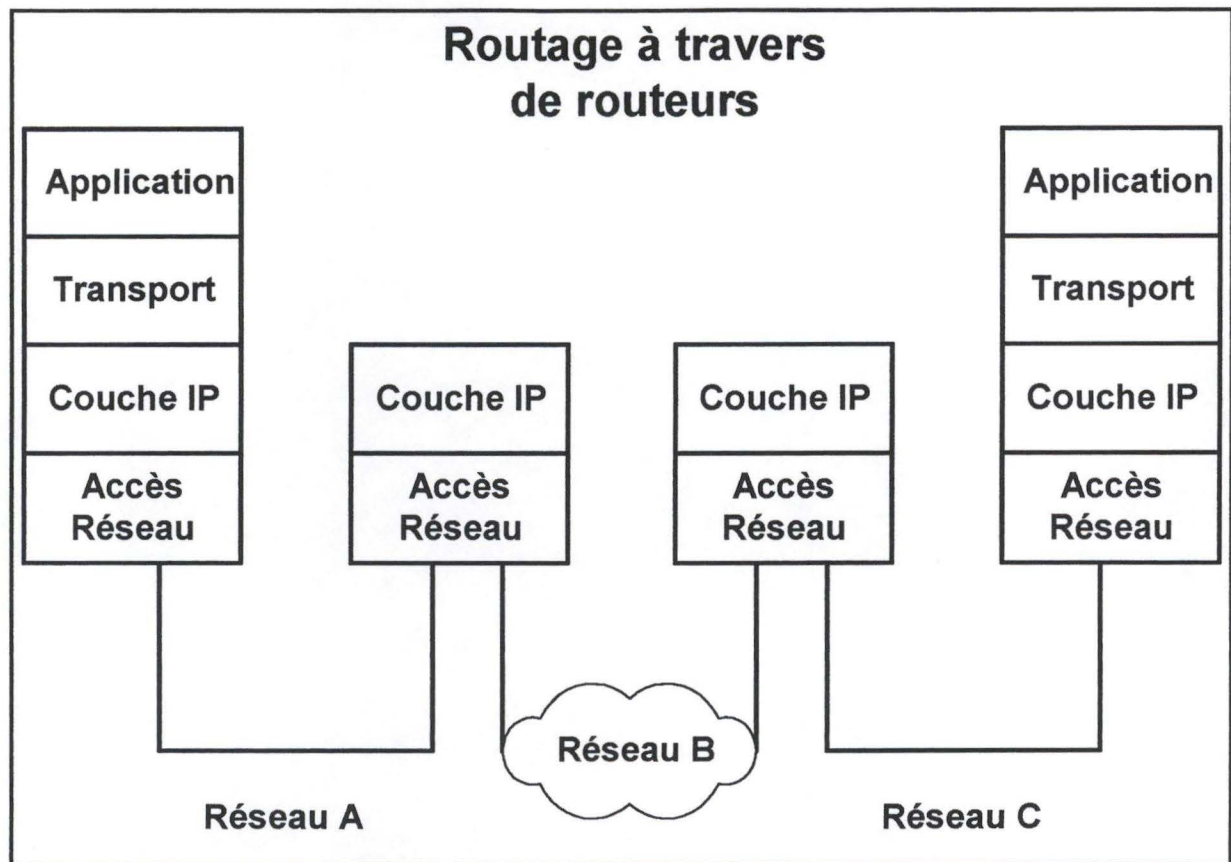 Routage à travers
de routeurs
Application
Transport
Couche IP
Accès
Réseau
Couche IP
Accès
Réseau
Couche IP
Accès
Réseau
Application
Transport
Couche IP
Accès
Réseau
Réseau A
Réseau B
Réseau C